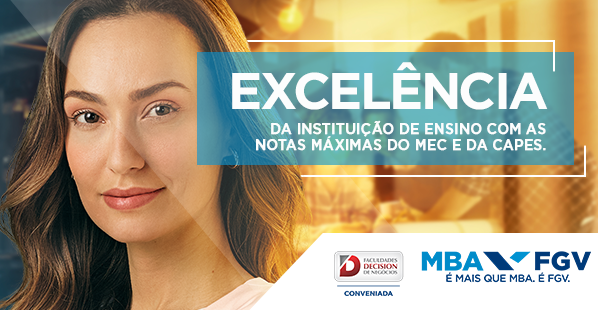 EXCELÊNCIA
DA INSTITUIÇÃO DE ENSINO COM AS
NOTAS MÁXIMAS DO MEC E DA CAPES.
FACULDADES
DECISION
DE NEGÓCIOS
CONVENIADA
MBA FGV
É MAIS QUE MBA. É FGV.